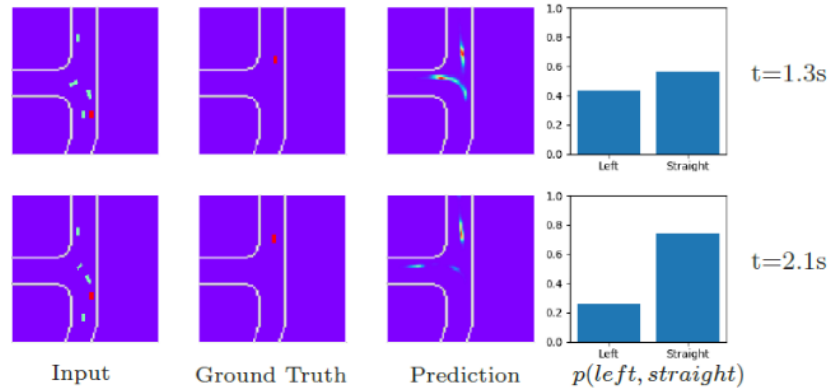 1.0
0.8
0.6
0.4
0.2
0.0
Left Straight
t=1.3s
1.0
0.8
0.6
0.4
0.2
0.0
Left Straight
t=2.1s
Input Ground Truth Prediction p(left, straight)